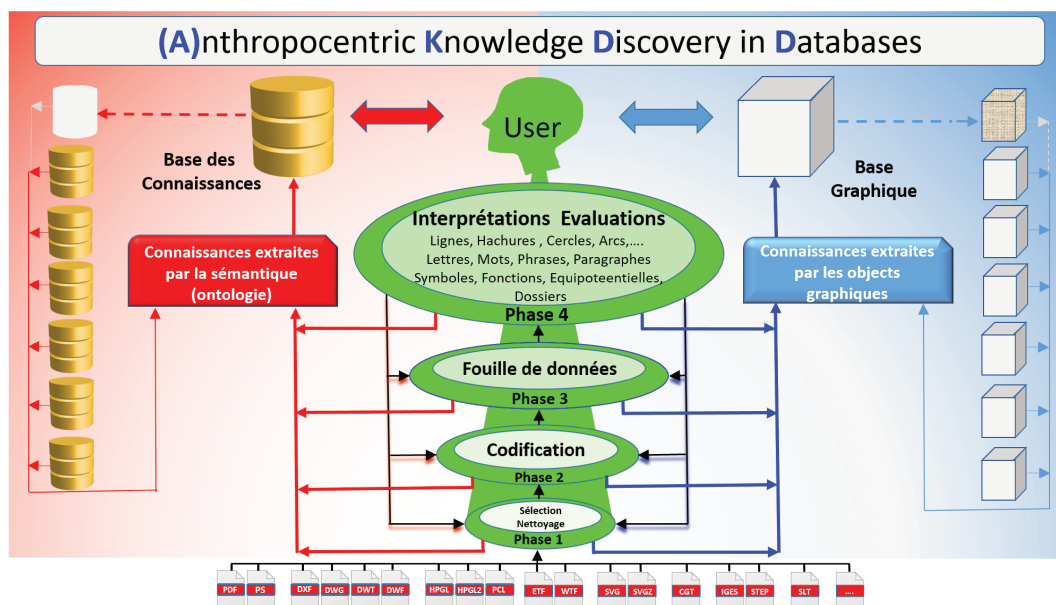 (A)nthropocentric Knowledge Discovery in Databases
User
Base des
Connaissances
Base
Graphique
Connaissances extraites
par la sémantique
(ontologie)
Connaissances extraites
par les objects
graphiques
Interprétations Evaluations
Lignes, Hachures , Cercles, Arcs,....
Lettres, Mots, Phrases, Paragraphes
Symboles, Fonctions, Equipoteentielles,
Dossiers
Phase 4
Fouille de données
Phase 3
Codification
Phase 2
Sélection
Nettoyage
Phase 1
PDF PS DXF DWG DWT DWF HPGL HPGL2 PCL ETF WTF SVG SVGZ CGT IGES STEP SLT ....